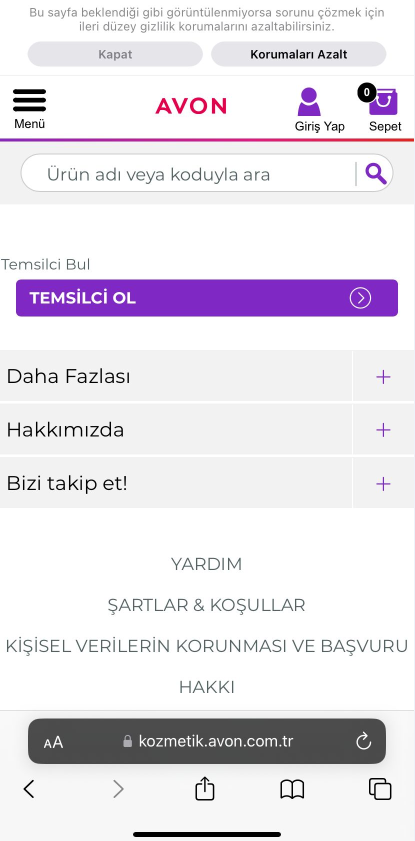 Bu sayfa beklendiği gibi görüntülenmiyorsa sorunu çözmek için
ileri düzey gizlilik korumalarını azaltabilirsiniz.
Kapat
Korumaları Azalt
Menü
AVON
Giriş Yap
0
Sepet
Ürün adı veya koduyla ara
Temsilci Bul
TEMSİLCİ OL
Daha Fazlası
Hakkımızda
Bizi takip et!
YARDIM
ŞARTLAR & KOŞULLAR
KİŞİSEL VERİLERİN KORUNMASI VE BAŞVURU
HAKKI
AA
kozmetik.avon.com.tr